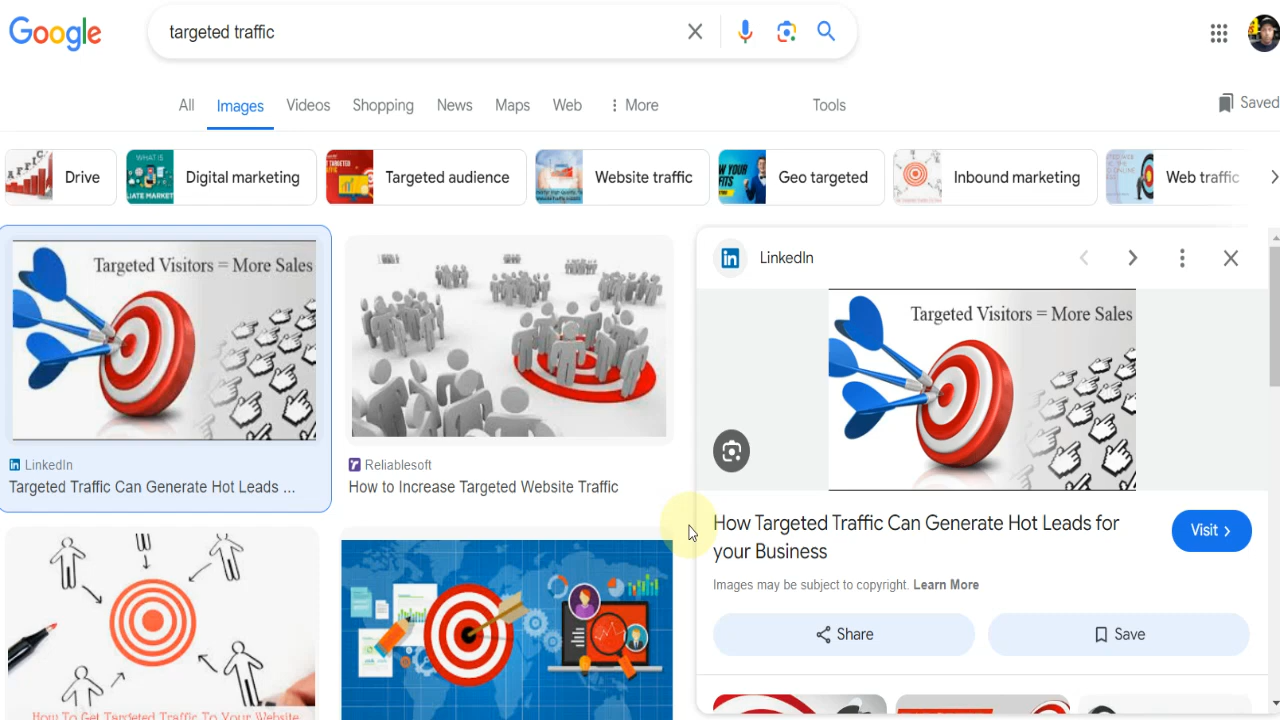 Google
targeted traffic
All
Images
Videos
Shopping
News
Maps
Web
More
Tools
Saved
Drive
Digital marketing
Targeted audience
Website traffic
Geo targeted
Inbound marketing
Web traffic
Targeted Visitors = More Sales
LinkedIn
Targeted Traffic Can Generate Hot Leads ...
Reliablesoft
How to Increase Targeted Website Traffic
How To Get Targeted Traffic To Your Website
in LinkedIn
Targeted Visitors = More Sales
How Targeted Traffic Can Generate Hot Leads for
your Business
Visit
Images may be subject to copyright. Learn More
Share
Save